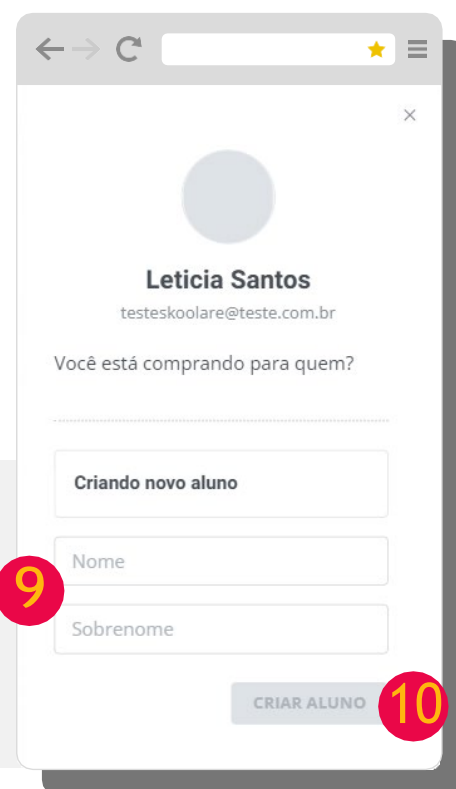 Leticia Santos
testeskoolare@teste.com.br
Você está comprando para quem?
Criando novo aluno
9
Nome
Sobrenome
CRIAR ALUNO
10